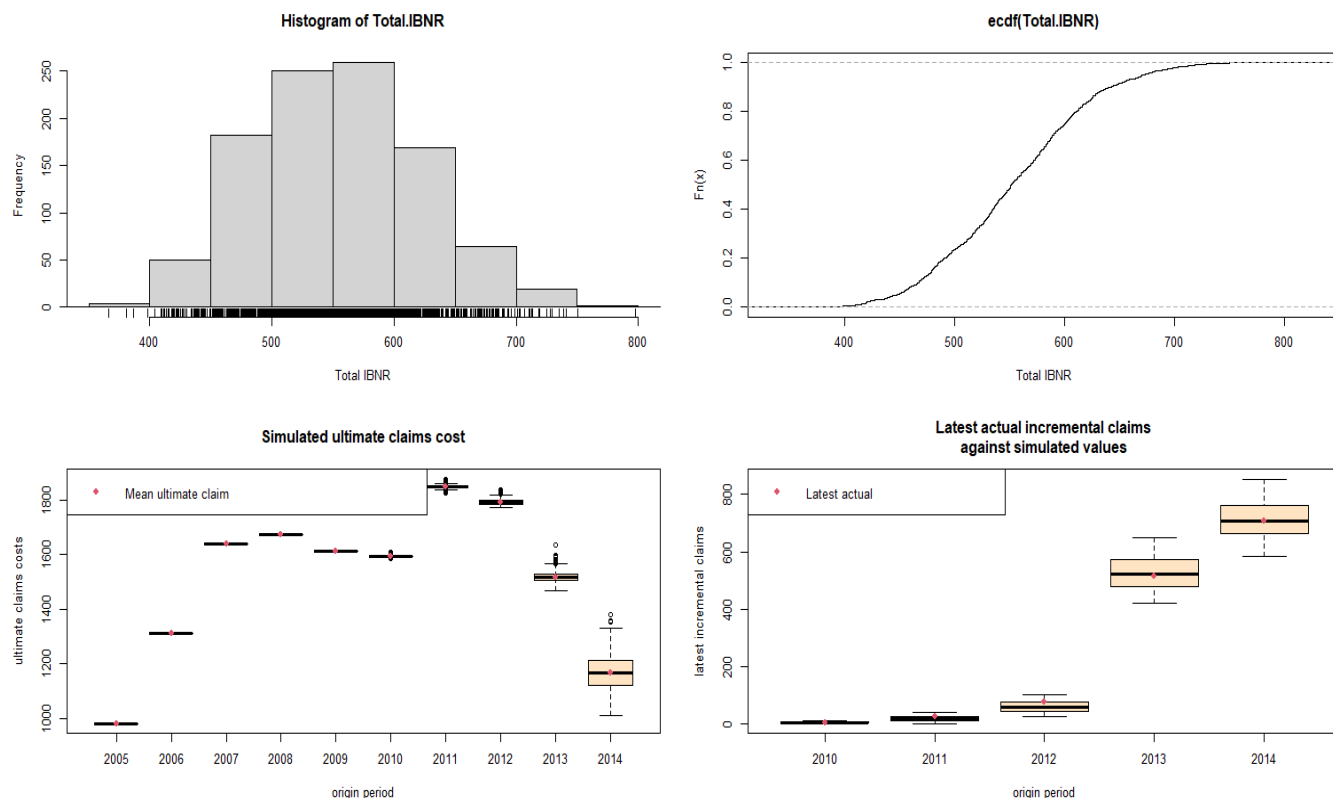 Histogram of Total.IBNR
Frequency
250
200
150
100
50
0
400 500 600 700 800
Total IBNR
ecdf(Total.IBNR)
Fn(x)
1.0
0.8
0.6
0.4
0.2
0.0
400 500 600 700 800
Total IBNR
Simulated ultimate claims cost
Mean ultimate claim
ultimate claims costs
1800
1600
1400
1200
1000
2005 2006 2007 2008 2009 2010 2011 2012 2013 2014
origin period
Latest actual incremental claims
against simulated values
Latest actual
latest incremental claims
800
600
400
200
0
2010 2011 2012 2013 2014
origin period